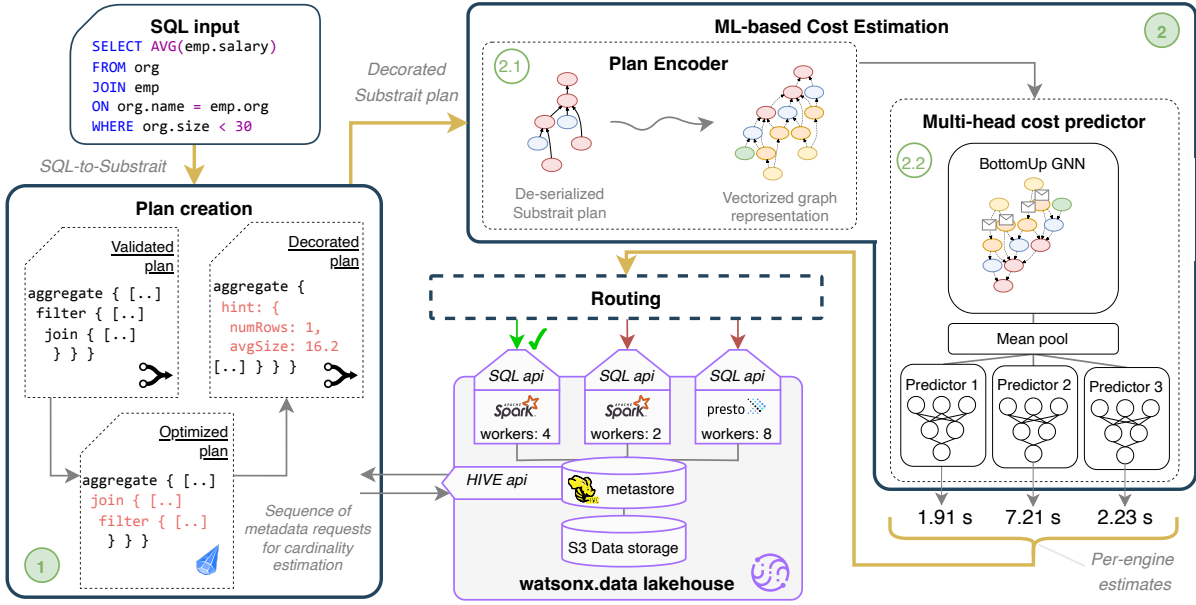 SQL input
SELECT AVG(emp.salary)
FROM org
JOIN emp
ON org.name = emp.org
WHERE org.size < 30
SQL-to-Substrait
Decorated
Substrait plan
Plan creation
Validated
plan
aggregate { [..]
filter { [..]
join { [..]
} } }
Decorated
plan
aggregate {
hint: {
numRows: 1,
avgSize: 16.2
[..] } } }
Optimized
plan
aggregate { [..]
join { [..]
filter { [..]
} } }
1
Sequence of
metadata requests
for cardinality
estimation
ML-based Cost Estimation
2
2.1
Plan Encoder
De-serialized
Substrait plan
Vectorized graph
representation
Multi-head cost predictor
2.2
BottomUp GNN
Mean pool
Predictor 1
Predictor 2
Predictor 3
1.91 s
7.21 s
2.23 s
Per-engine
estimates
Routing
SQL api
SQL api
SQL api
APACHE
Spark
workers: 4
APACHE
Spark
workers: 2
presto
workers: 8
HIVE api
HIVE
metastore
S3 Data storage
watsonx.data lakehouse